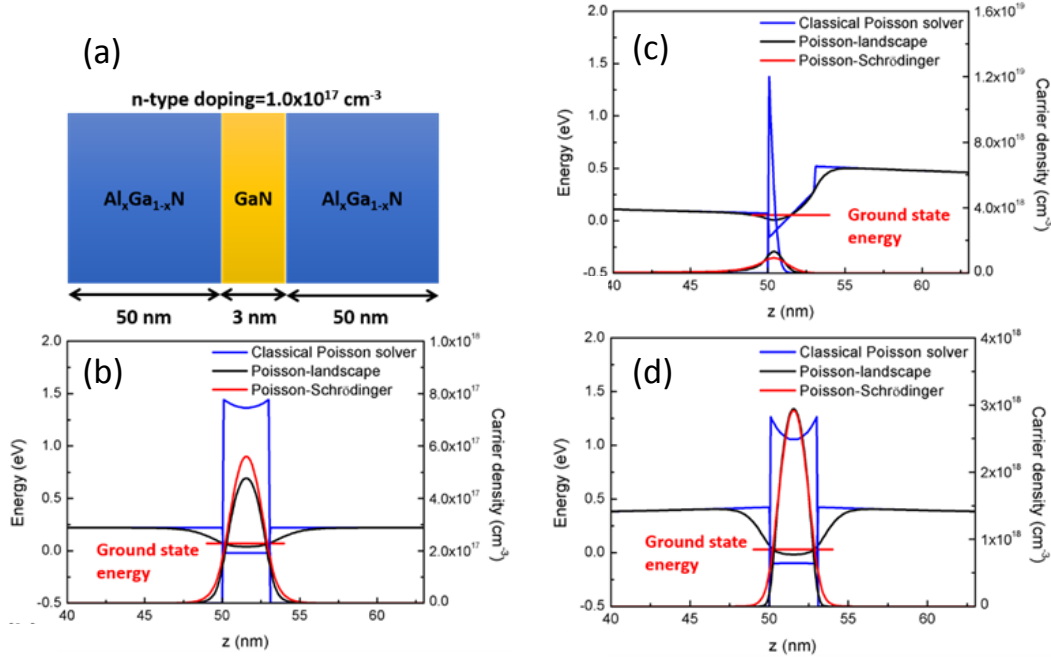 (a)
n-type doping=1.0x10¹⁷ cm⁻³
AlₓGa₁₋ₓN
GaN
AlₓGa₁₋ₓN
50 nm
3 nm
50 nm
(c)
Classical Poisson solver
Poisson-landscape
Poisson-Schrödinger
Ground state
energy
Energy (eV)
2.0
1.5
1.0
0.5
0.0
-0.5
Carrier density (cm⁻³)
1.6x10¹⁹
1.2x10¹⁹
8.0x10¹⁸
4.0x10¹⁸
0.0
40
45
50
55
60
z (nm)
(b)
Classical Poisson solver
Poisson-landscape
Poisson-Schrödinger
Ground state
energy
Energy (eV)
2.0
1.5
1.0
0.5
0.0
-0.5
Carrier density (cm⁻³)
1.0x10¹⁸
8.0x10¹⁷
6.0x10¹⁷
4.0x10¹⁷
2.0x10¹⁷
0.0
40
45
50
55
60
z (nm)
(d)
Classical Poisson solver
Poisson-landscape
Poisson-Schrödinger
Ground state
energy
Energy (eV)
2.0
1.5
1.0
0.5
0.0
-0.5
Carrier density (cm⁻³)
4x10¹⁸
3x10¹⁸
2x10¹⁸
1x10¹⁸
0
40
45
50
55
60
z (nm)